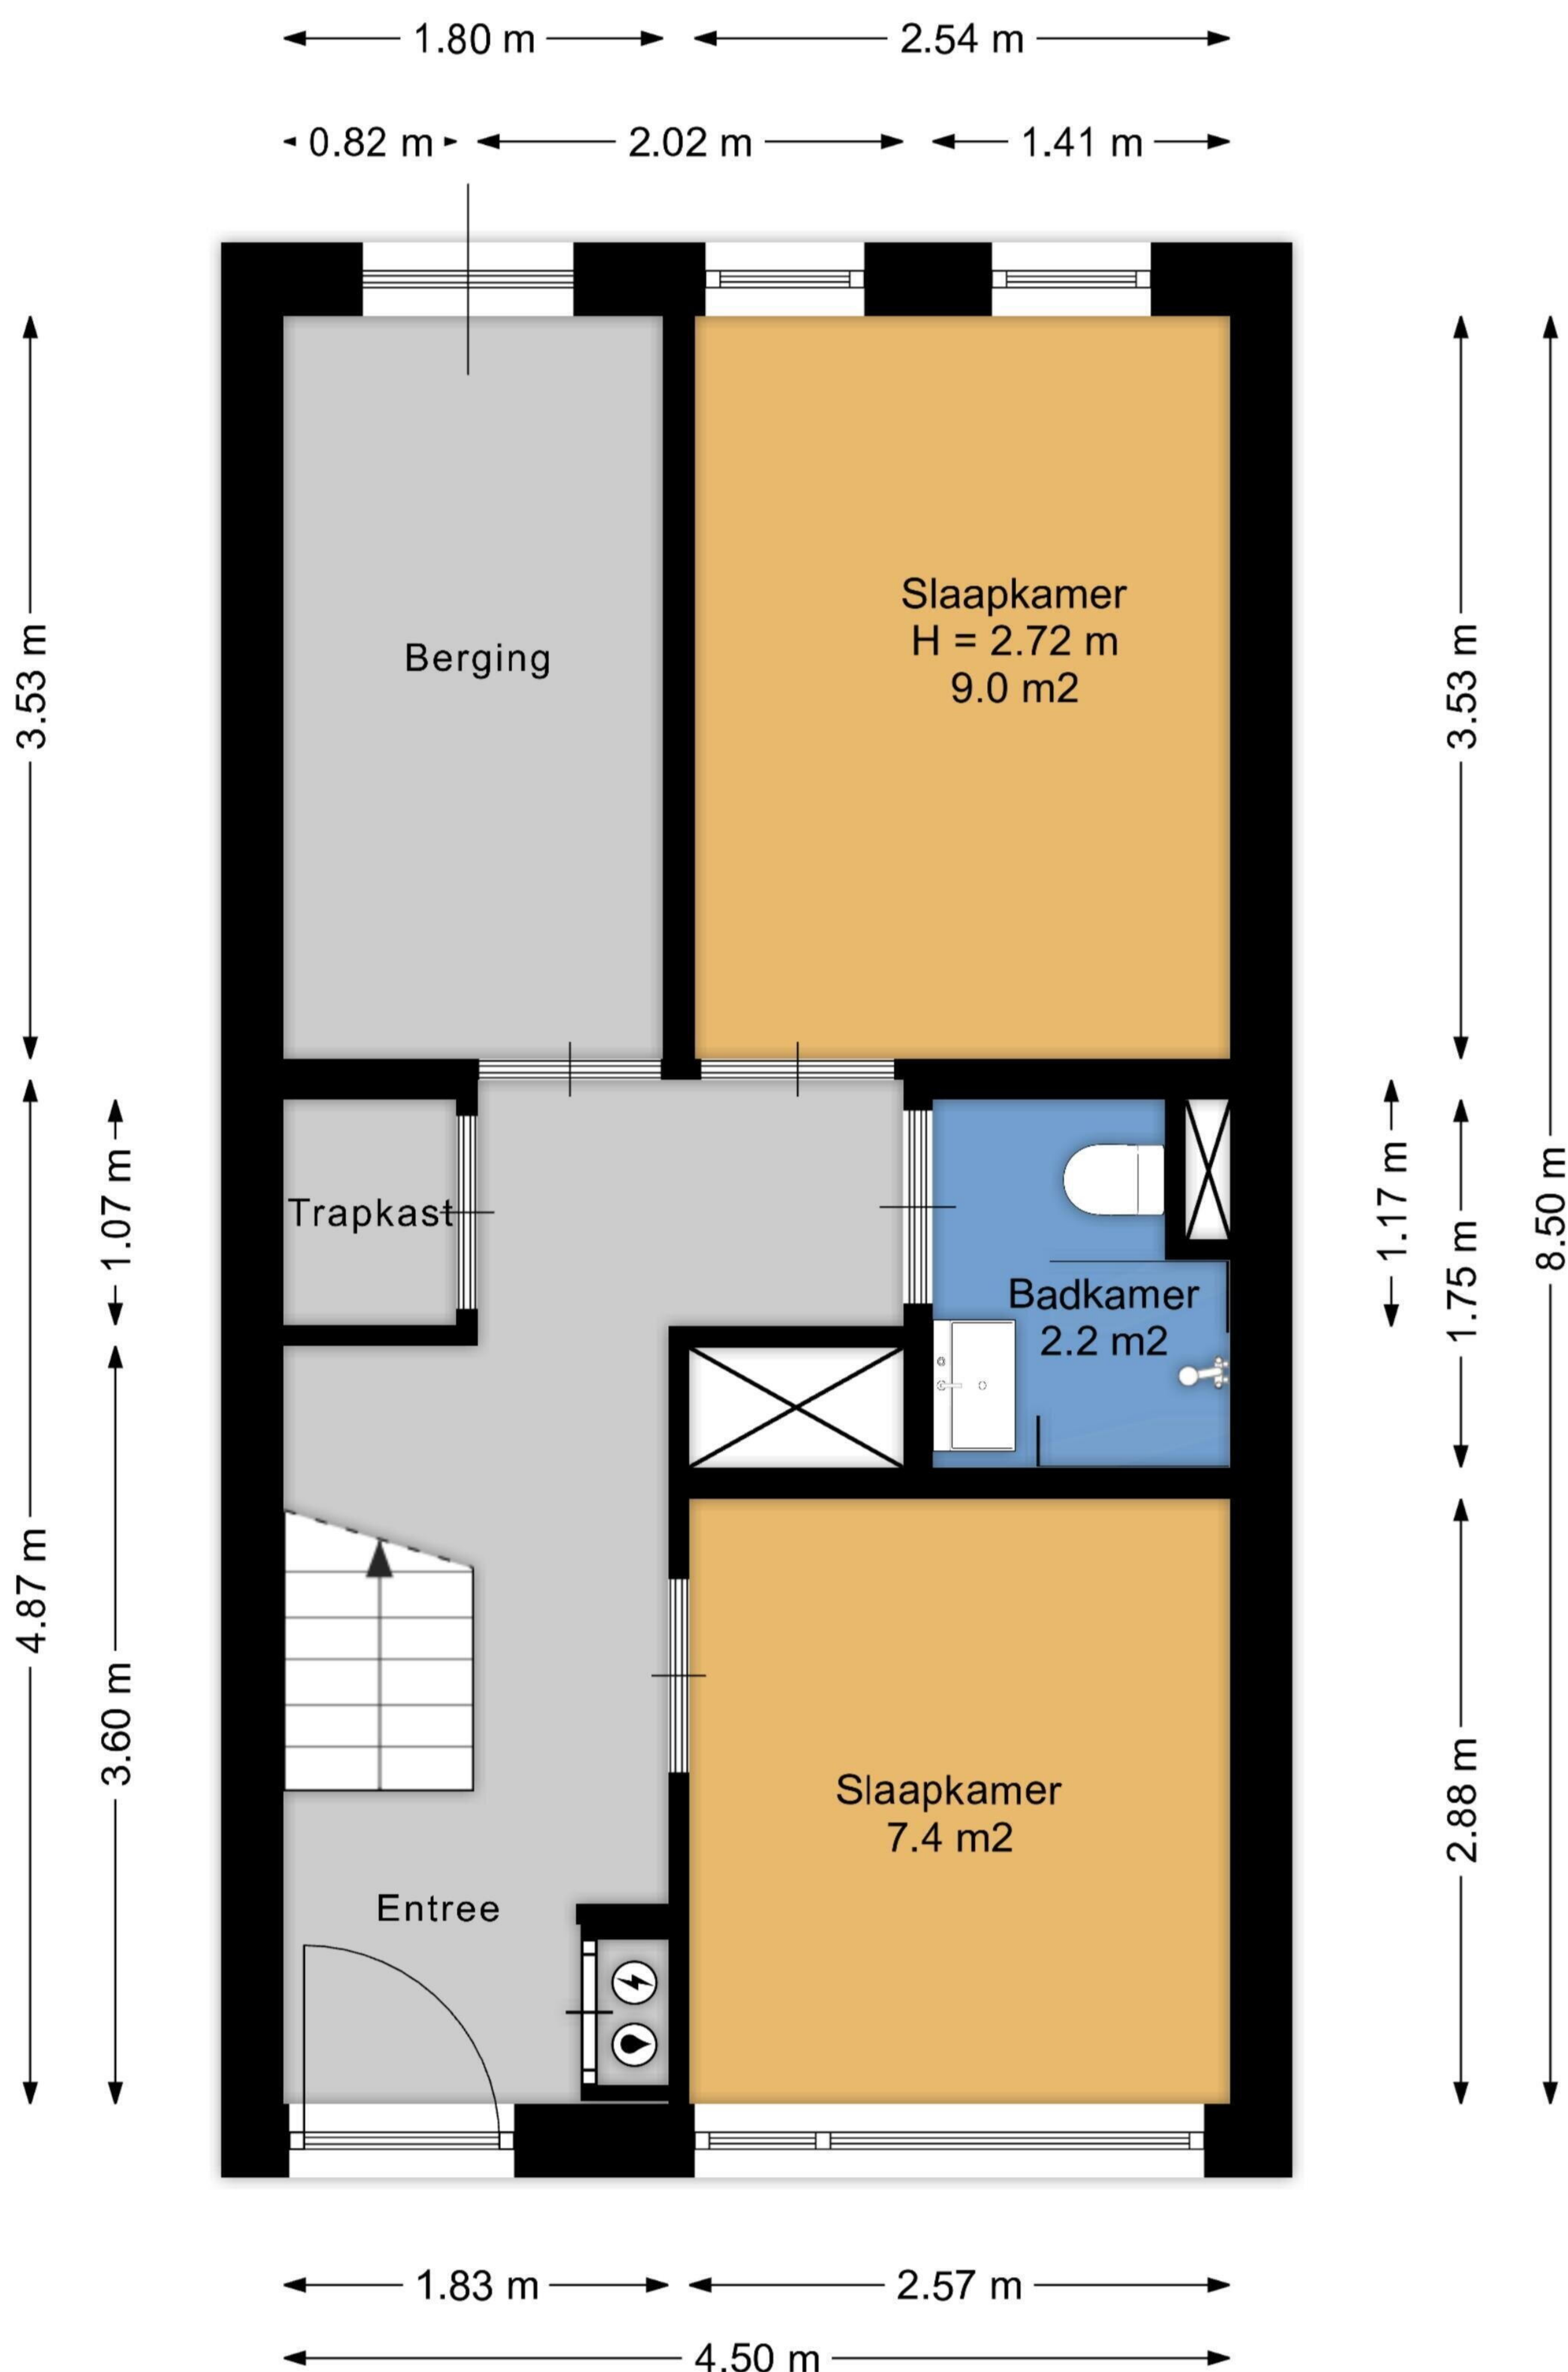 1.80 m
2.54 m
0.82 m
2.02 m
1.41 m
Slaapkamer
H = 2.72 m
9.0 m2
Berging
3.53 m
3.53 m
Trapkast
1.07 m
1.17 m
1.75 m
8.50 m
Badkamer
2.2 m2
4.87 m
3.60 m
2.88 m
Slaapkamer
7.4 m2
Entree
1.83 m
2.57 m
4.50 m